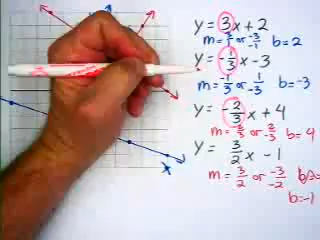 y = 3x + 2
m = 3/1 or -3/-1 b = 2
y = -1/3x - 3
m = -1/3 or 1/-3 b = -3
y = -2/3x + 4
m = -2/3 or 2/-3 b = 4
y = 3/2x - 1
m = 3/2 or -3/-2
b = -1